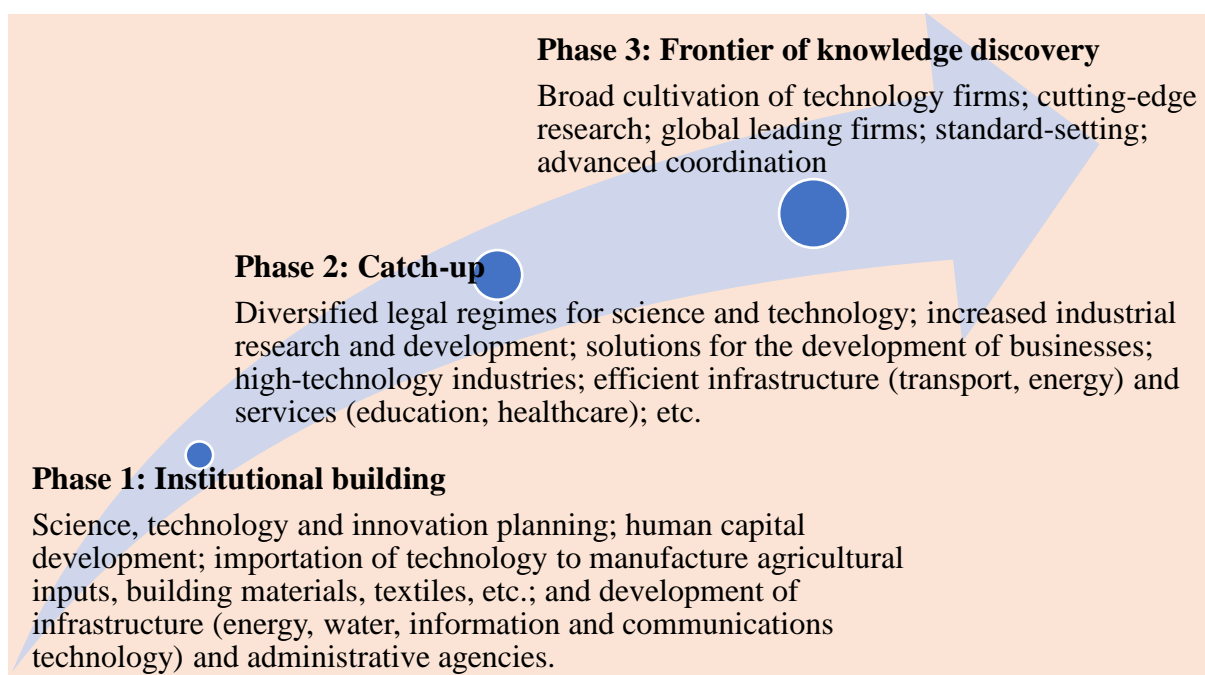 Phase 3: Frontier of knowledge discovery
Broad cultivation of technology firms; cutting-edge
research; global leading firms; standard-setting;
advanced coordination
Phase 2: Catch-up
Diversified legal regimes for science and technology; increased industrial
research and development; solutions for the development of businesses;
high-technology industries; efficient infrastructure (transport, energy) and
services (education; healthcare); etc.
Phase 1: Institutional building
Science, technology and innovation planning; human capital
development; importation of technology to manufacture agricultural
inputs, building materials, textiles, etc.; and development of
infrastructure (energy, water, information and communications
technology) and administrative agencies.